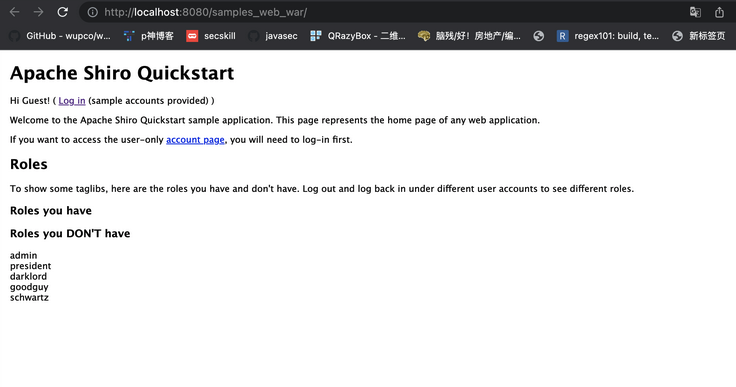 http://localhost:8080/samples_web_war/
GitHub - wupco/w... p神博客 secskill javasec QRazyBox - 二维... 脑残/好！房地产/编... regex101: build, te... 新标签页
Apache Shiro Quickstart
Hi Guest! ( Log in (sample accounts provided) )
Welcome to the Apache Shiro Quickstart sample application. This page represents the home page of any web application.
If you want to access the user-only account page, you will need to log-in first.
Roles
To show some taglibs, here are the roles you have and don't have. Log out and log back in under different user accounts to see different roles.
Roles you have
Roles you DON'T have
admin
president
darklord
goodguy
schwartz